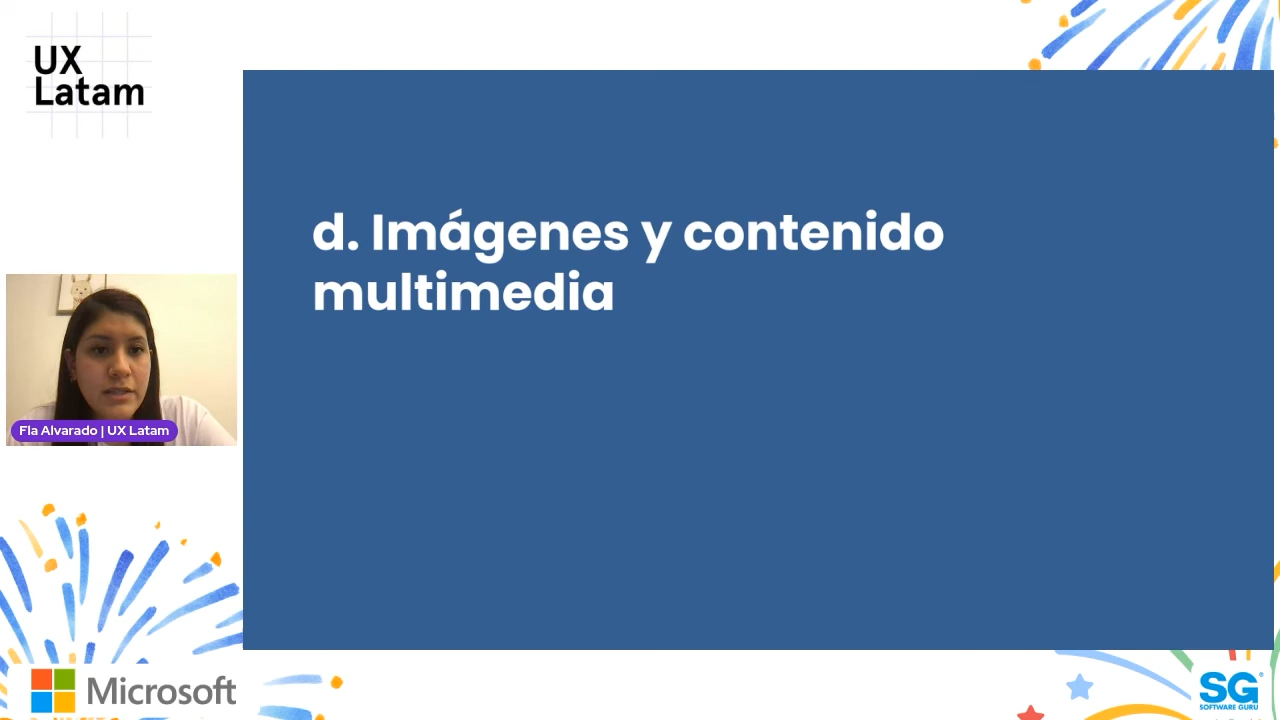 UX
Latam
d. Imágenes y contenido
multimedia
Fla Alvarado | UX Latam
Microsoft
SG
SOFTWARE GURU